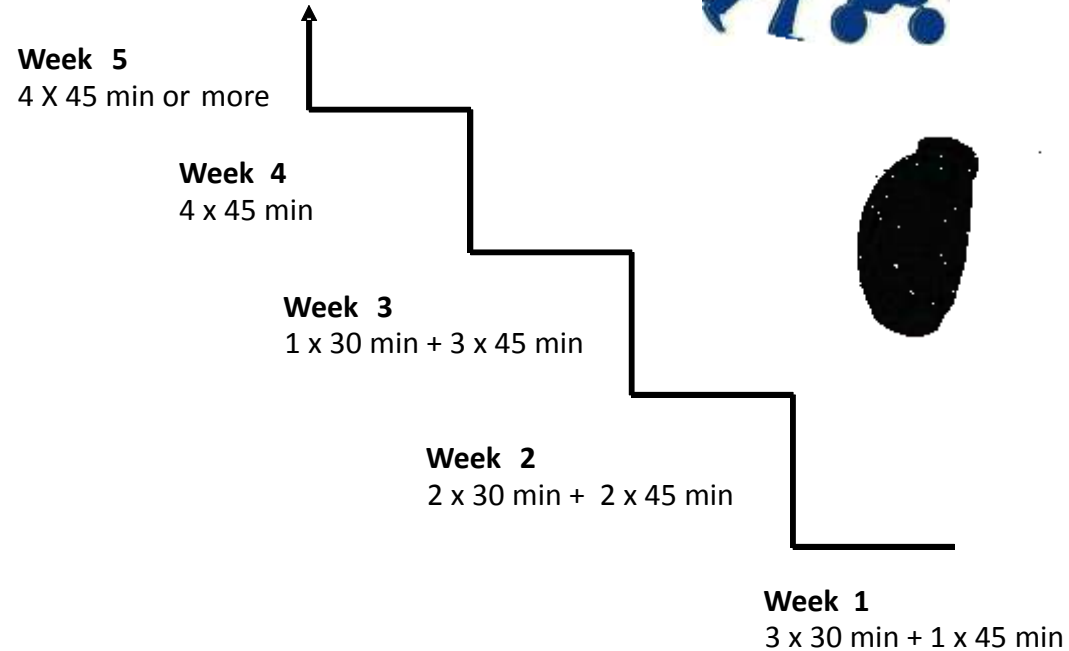 Week 5
4 X 45 min or more
Week 4
4 x 45 min
Week 3
1 x 30 min + 3 x 45 min
Week 2
2 x 30 min + 2 x 45 min
Week 1
3 x 30 min + 1 x 45 min